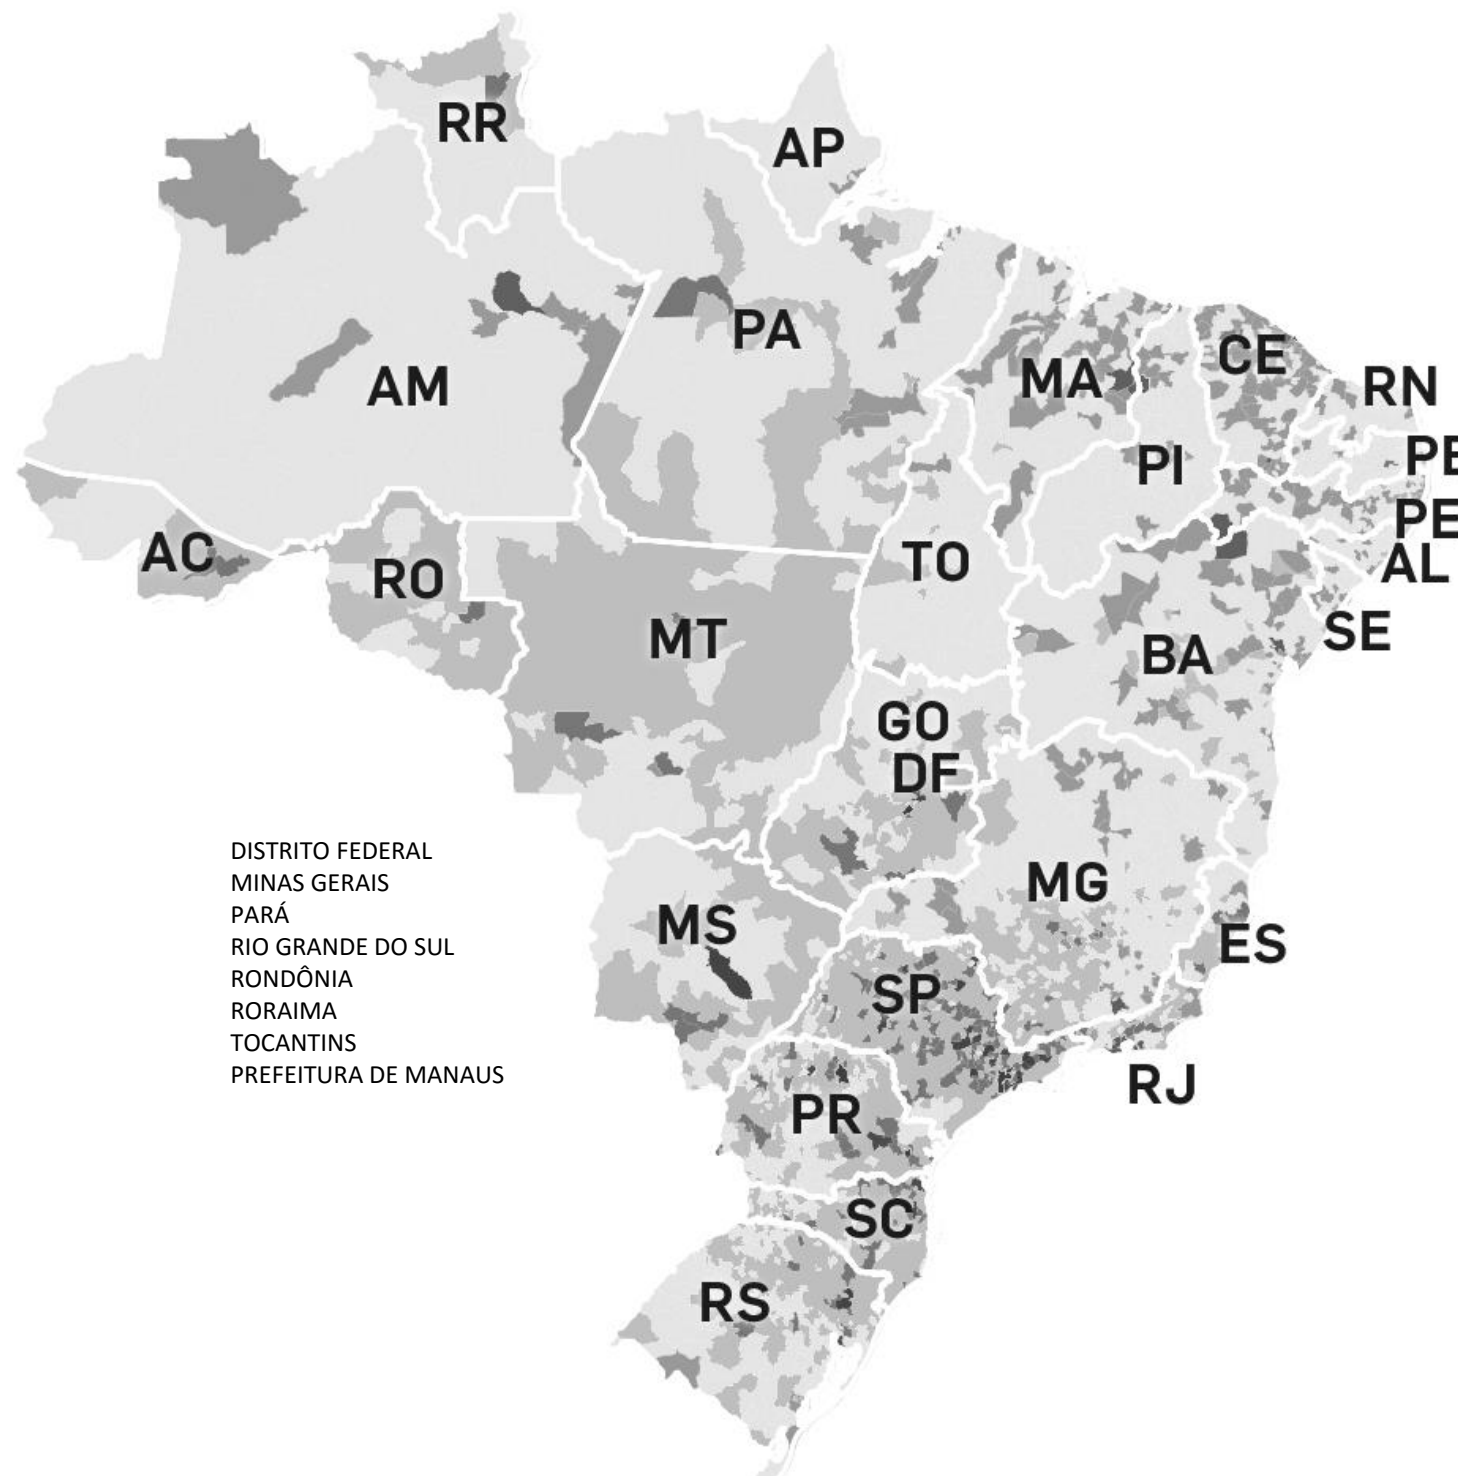 RR
AP
PA
AM
MA
CE
RN
PI
PB
PE
AC
RO
TO
AL
MT
SE
BA
GO
DF
DISTRITO FEDERAL
MINAS GERAIS
PARÁ
RIO GRANDE DO SUL
RONDÔNIA
RORAIMA
TOCANTINS
PREFEITURA DE MANAUS
MS
MG
ES
SP
RJ
PR
SC
RS